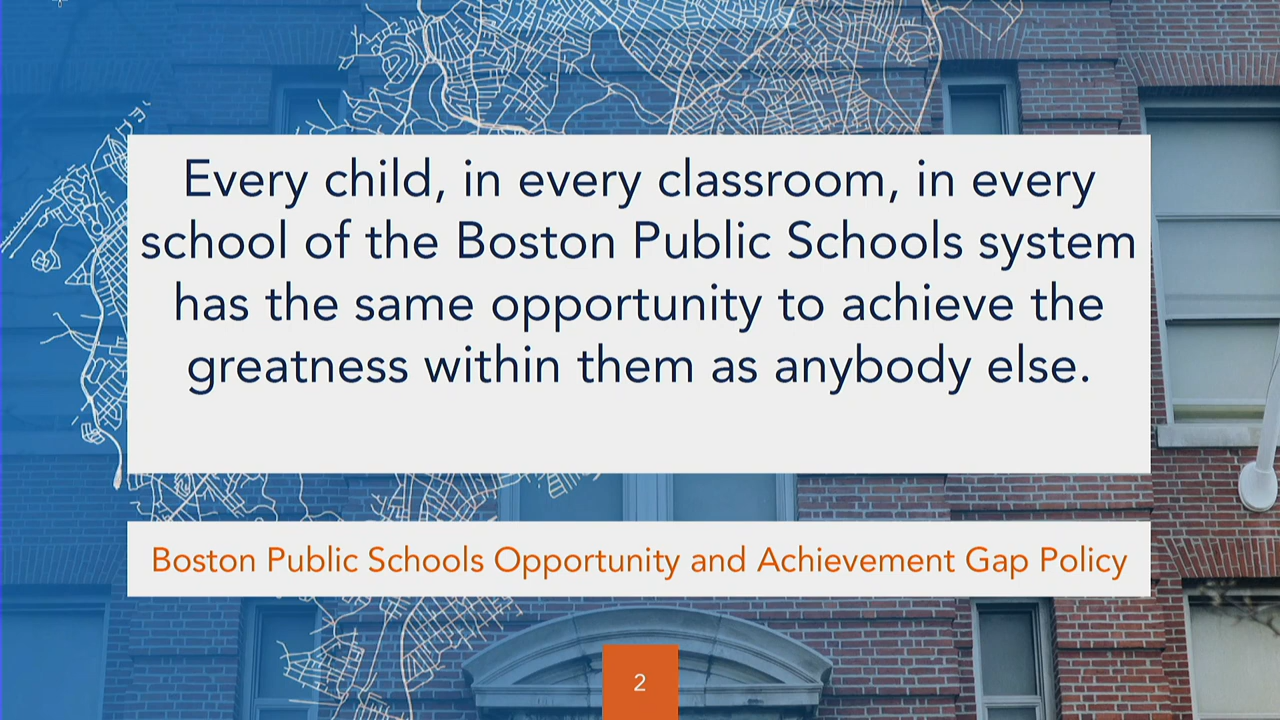 Every child, in every classroom, in every
school of the Boston Public Schools system
has the same opportunity to achieve the
greatness within them as anybody else.
Boston Public Schools Opportunity and Achievement Gap Policy
2